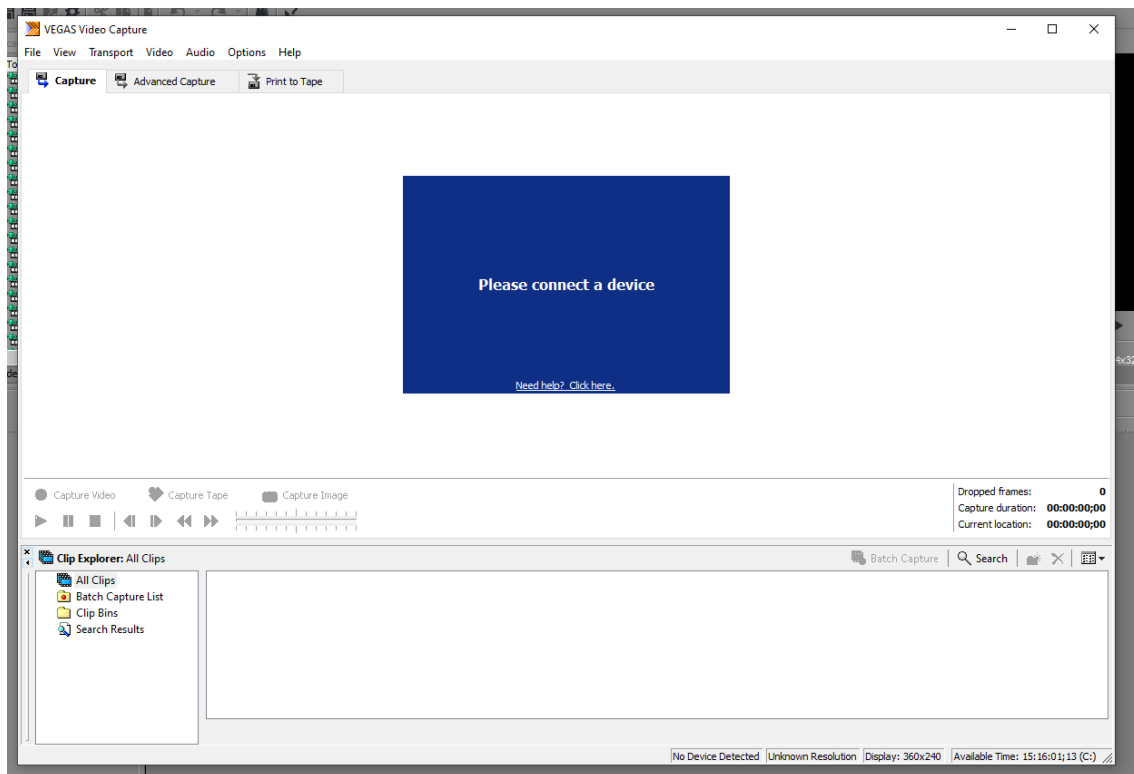 VEGAS Video Capture
File View Transport Video Audio Options Help
Capture Advanced Capture Print to Tape
Please connect a device
Need help? Click here.
Capture Video Capture Tape Capture Image
Dropped frames: 0
Capture duration: 00:00:00;00
Current location: 00:00:00;00
Clip Explorer: All Clips
Batch Capture Search
All Clips
Batch Capture List
Clip Bins
Search Results
No Device Detected Unknown Resolution Display: 360x240 Available Time: 15:16:01;13 (C:)